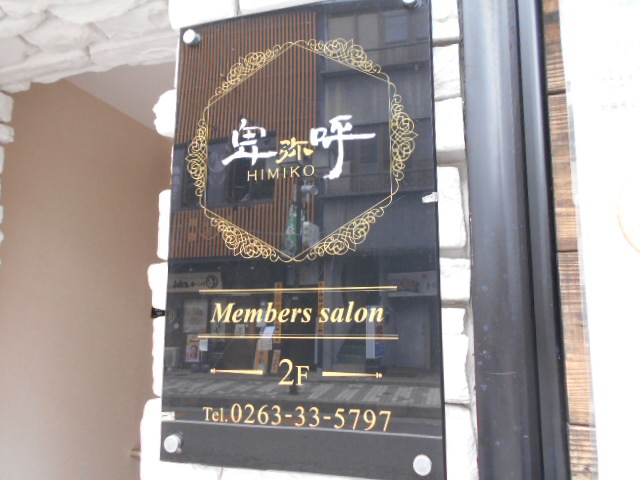 卑弥呼
HIMIKO
Members salon
2F
Tel. 0263-33-5797